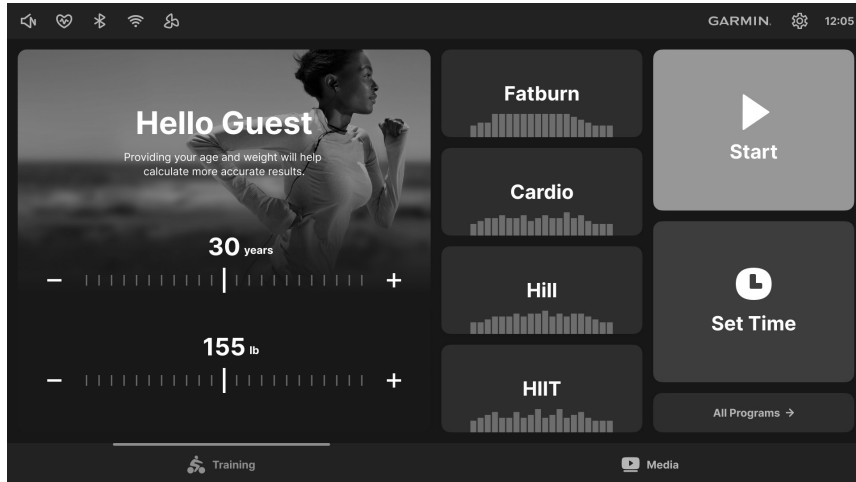 GARMIN.
12:05
Hello Guest
Providing your age and weight will help
calculate more accurate results.
30 years
155 lb
Fatburn
Cardio
Hill
HIIT
Start
Set Time
All Programs →
Training
Media